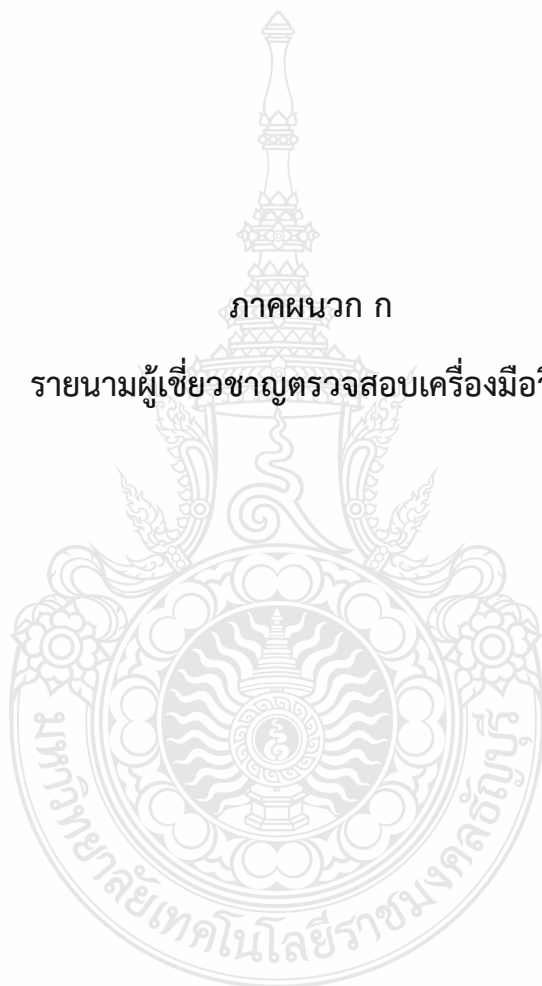 ภาคผนวก ก
รายนามผู้เชี่ยวชาญตรวจสอบเครื่องมือวิ
มหาวิทยาลัยเทคโนโลยีราชมงคลธัญบุรี